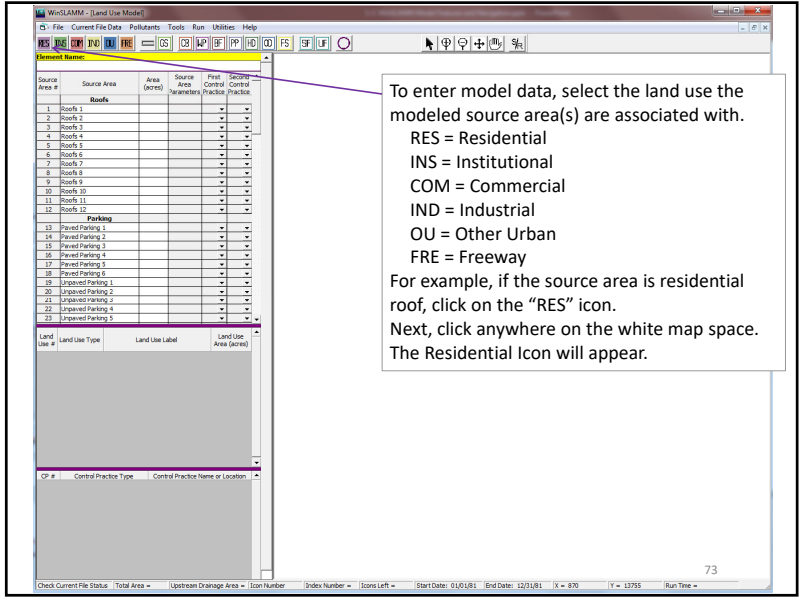 WinSLAMM - [Land Use Model]
File Current File Data Pollutants Tools Run Utilities Help
RES INS COM IND OU FRE OS CB WP BF PP HD OD FS SF UF
Element Name:
Source Area # Source Area Area (acres) Source Area Parameters First Control Practice Second Control Practice
Roofs
1 Roofs 1
2 Roofs 2
3 Roofs 3
4 Roofs 4
5 Roofs 5
6 Roofs 6
7 Roofs 7
8 Roofs 8
9 Roofs 9
10 Roofs 10
11 Roofs 11
12 Roofs 12
Parking
13 Paved Parking 1
14 Paved Parking 2
15 Paved Parking 3
16 Paved Parking 4
17 Paved Parking 5
18 Paved Parking 6
19 Unpaved Parking 1
20 Unpaved Parking 2
21 Unpaved Parking 3
22 Unpaved Parking 4
23 Unpaved Parking 5
Land Use # Land Use Type Land Use Label Land Use Area (acres)
CP # Control Practice Type Control Practice Name or Location
To enter model data, select the land use the
modeled source area(s) are associated with.
RES = Residential
INS = Institutional
COM = Commercial
IND = Industrial
OU = Other Urban
FRE = Freeway
For example, if the source area is residential
roof, click on the “RES” icon.
Next, click anywhere on the white map space.
The Residential Icon will appear.
73
Check Current File Status Total Area = Upstream Drainage Area = Icon Number Index Number = Icons Left = Start Date: 01/01/81 End Date: 12/31/81 X = 870 Y = 13755 Run Time =